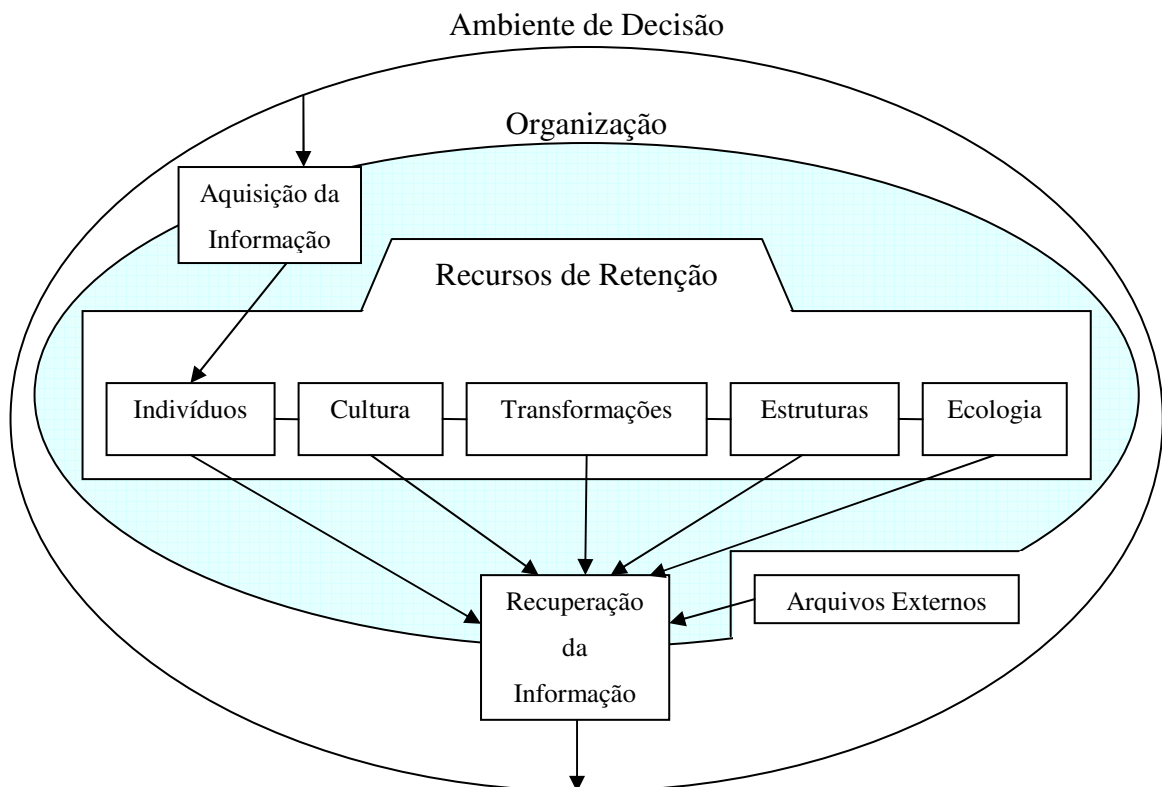 Ambiente de Decisão
Organização
Aquisição da
Informação
Recursos de Retenção
Indivíduos
Cultura
Transformações
Estruturas
Ecologia
Recuperação
da
Informação
Arquivos Externos